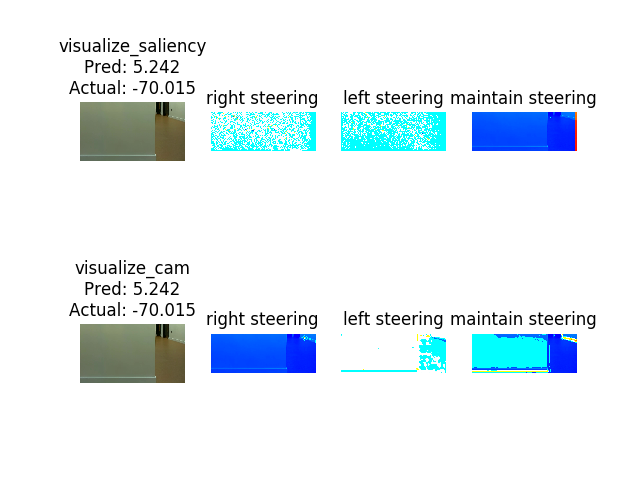 visualize_saliency
Pred: 5.242
Actual: -70.015
right steering
left steering
maintain steering
visualize_cam
Pred: 5.242
Actual: -70.015
right steering
left steering
maintain steering